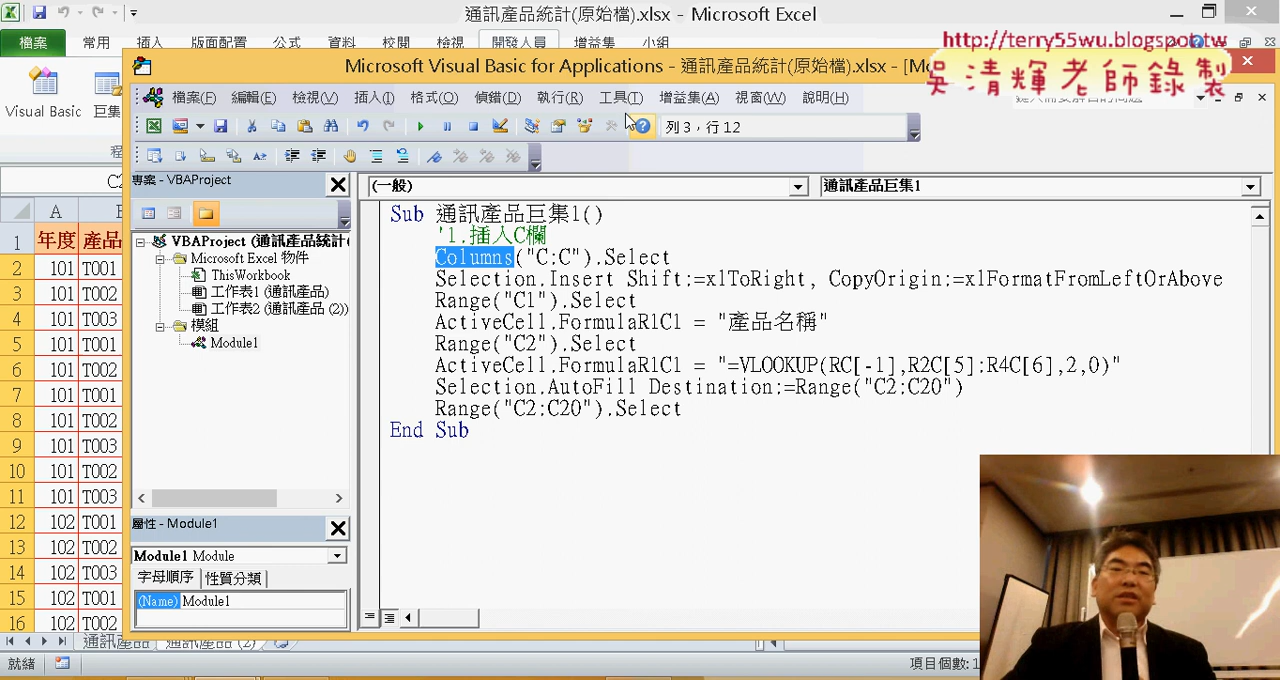 通訊產品統計(原始檔).xlsx - Microsoft Excel
檔案 常用 插入 版面配置 公式 資料 校閱 檢視 開發人員 增益集 小組
http://terry55wu.blogspot.tw
吳清輝老師錄製
Visual Basic 巨集
Microsoft Visual Basic for Applications - 通訊產品統計(原始檔).xlsx - [Mo
檔案(F) 編輯(E) 檢視(V) 插入(I) 格式(O) 偵錯(D) 執行(R) 工具(T) 增益集(A) 視窗(W) 說明(H)
列 3，行 12
專案 - VBAProject
(一般) 通訊產品巨集1
VBAProject (通訊產品統計(
Microsoft Excel 物件
ThisWorkbook
工作表1 (通訊產品)
工作表2 (通訊產品 (2))
模組
Module1
屬性 - Module1
Module1 Module
字母順序 性質分類
(Name) Module1
Sub 通訊產品巨集1()
'1.插入C欄
Columns("C:C").Select
Selection.Insert Shift:=xlToRight, CopyOrigin:=xlFormatFromLeftOrAbove
Range("C1").Select
ActiveCell.FormulaR1C1 = "產品名稱"
Range("C2").Select
ActiveCell.FormulaR1C1 = "=VLOOKUP(RC[-1],R2C[5]:R4C[6],2,0)"
Selection.AutoFill Destination:=Range("C2:C20")
Range("C2:C20").Select
End Sub
A
1 年度 產品
2 101 T001
3 101 T002
4 101 T003
5 101 T001
6 101 T002
7 101 T001
8 101 T002
9 101 T003
10 101 T002
11 101 T003
12 102 T001
13 102 T002
14 102 T003
15 102 T001
16 102 T002
通訊產品 通訊產品 (2)
就緒
項目個數: 1